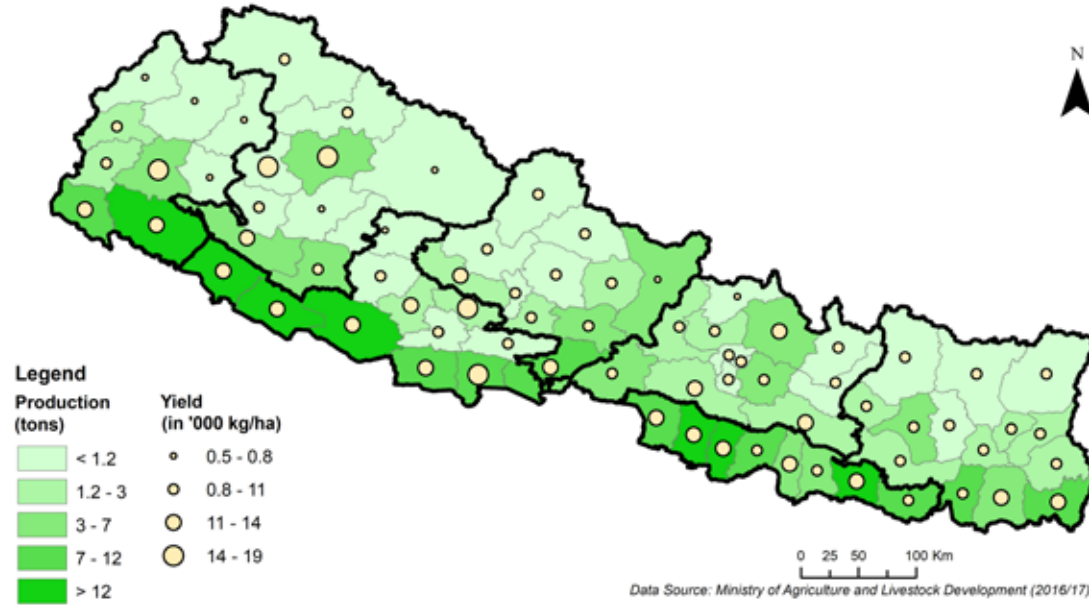 N
Legend
Production Yield
(tons) (in '000 kg/ha)
< 1.2 0.5 - 0.8
1.2 - 3 0.8 - 11
3 - 7 11 - 14
7 - 12 14 - 19
> 12
0 25 50 100 Km
Data Source: Ministry of Agriculture and Livestock Development (2016/17)